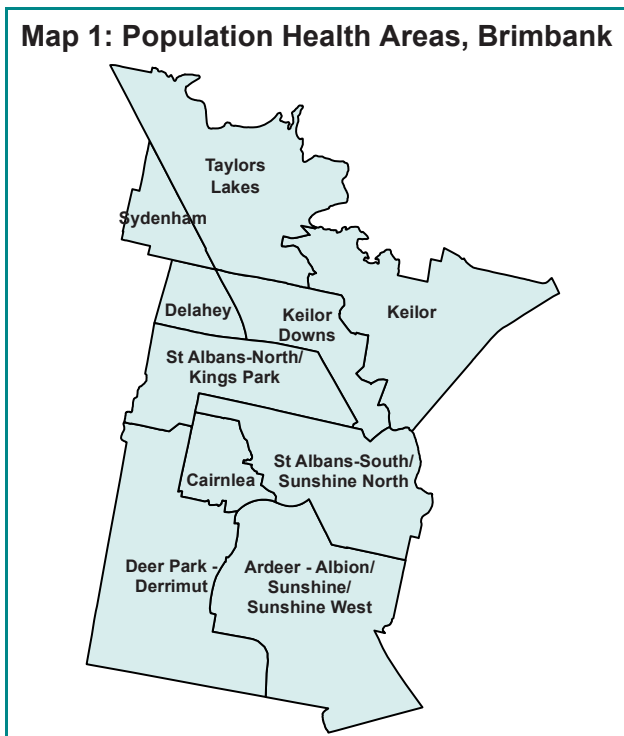 Map 1: Population Health Areas, Brimbank
Taylors
Lakes
Sydenham
Delahey
Keilor
Downs
Keilor
St Albans-North/
Kings Park
St Albans-South/
Sunshine North
Cairnlea
Deer Park -
Derrimut
Ardeer - Albion/
Sunshine/
Sunshine West